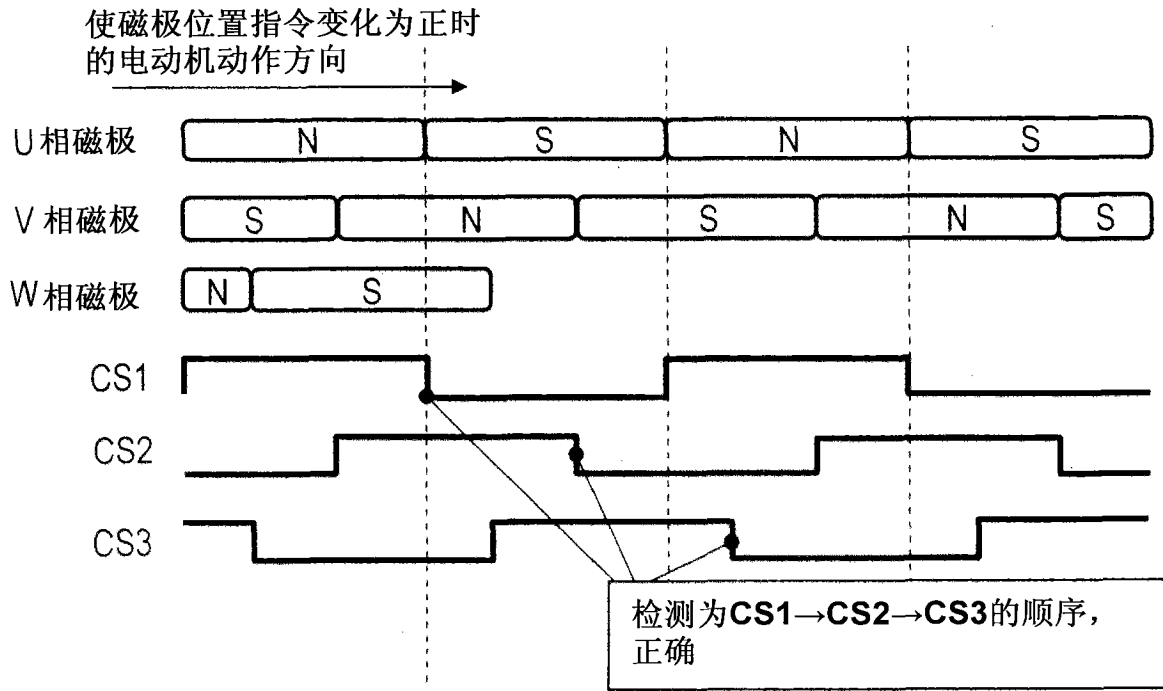 使磁极位置指令变化为正时
的电动机动作方向
U相磁极 N S N S
V相磁极 S N S N S
W相磁极 N S
CS1
CS2
CS3
检测为CS1→CS2→CS3的顺序，
正确